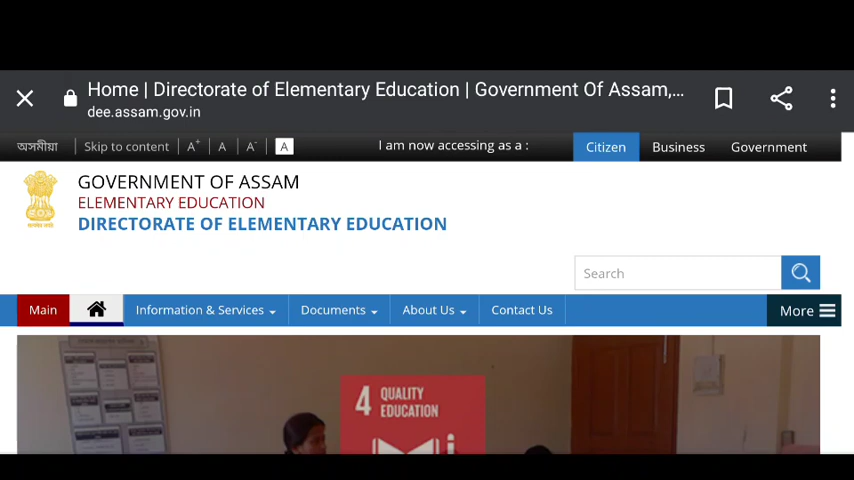 Home | Directorate of Elementary Education | Government Of Assam,...
dee.assam.gov.in
অসমীয়া Skip to content A+ A A- A I am now accessing as a : Citizen Business Government
GOVERNMENT OF ASSAM
ELEMENTARY EDUCATION
DIRECTORATE OF ELEMENTARY EDUCATION
Search
Main Information & Services Documents About Us Contact Us More
4 QUALITY
EDUCATION